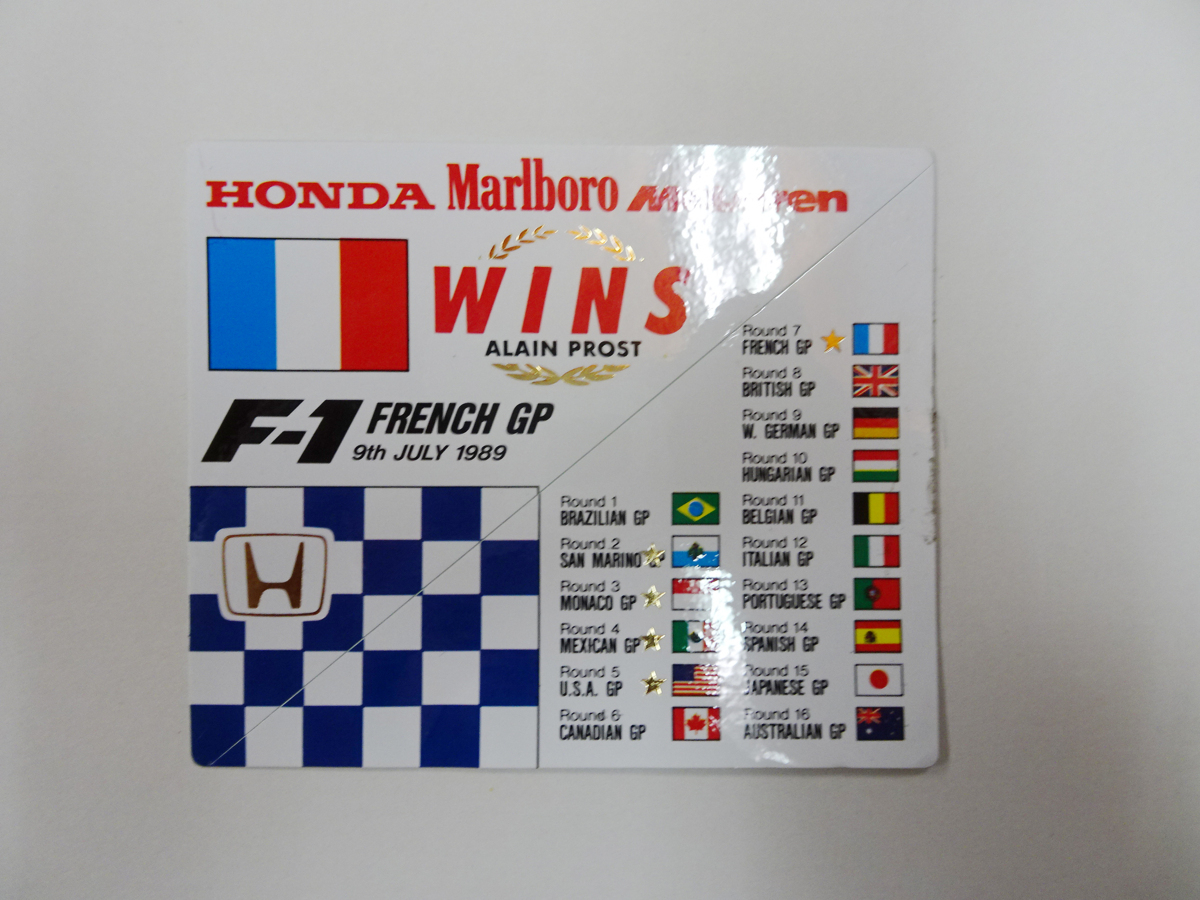 HONDA Marlboro McLaren
WINS
ALAIN PROST
F-1 FRENCH GP
9th JULY 1989
Round 1
BRAZILIAN GP
Round 2
SAN MARINO GP
Round 3
MONACO GP
Round 4
MEXICAN GP
Round 5
U.S.A. GP
Round 6
CANADIAN GP
Round 7
FRENCH GP
Round 8
BRITISH GP
Round 9
W. GERMAN GP
Round 10
HUNGARIAN GP
Round 11
BELGIAN GP
Round 12
ITALIAN GP
Round 13
PORTUGUESE GP
Round 14
SPANISH GP
Round 15
JAPANESE GP
Round 16
AUSTRALIAN GP